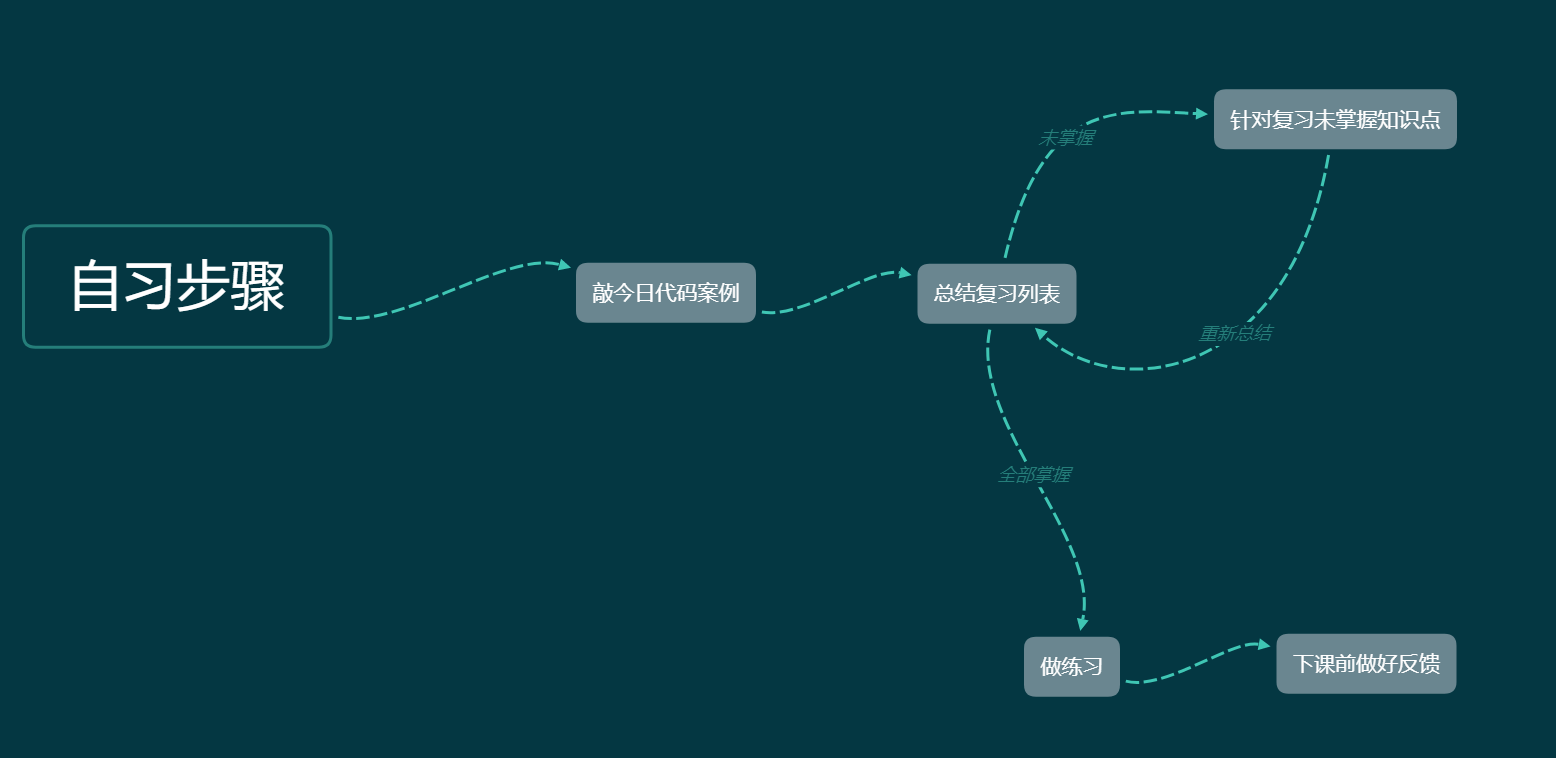 自习步骤
敲今日代码案例
总结复习列表
未掌握
针对复习未掌握知识点
重新总结
全部掌握
做练习
下课前做好反馈